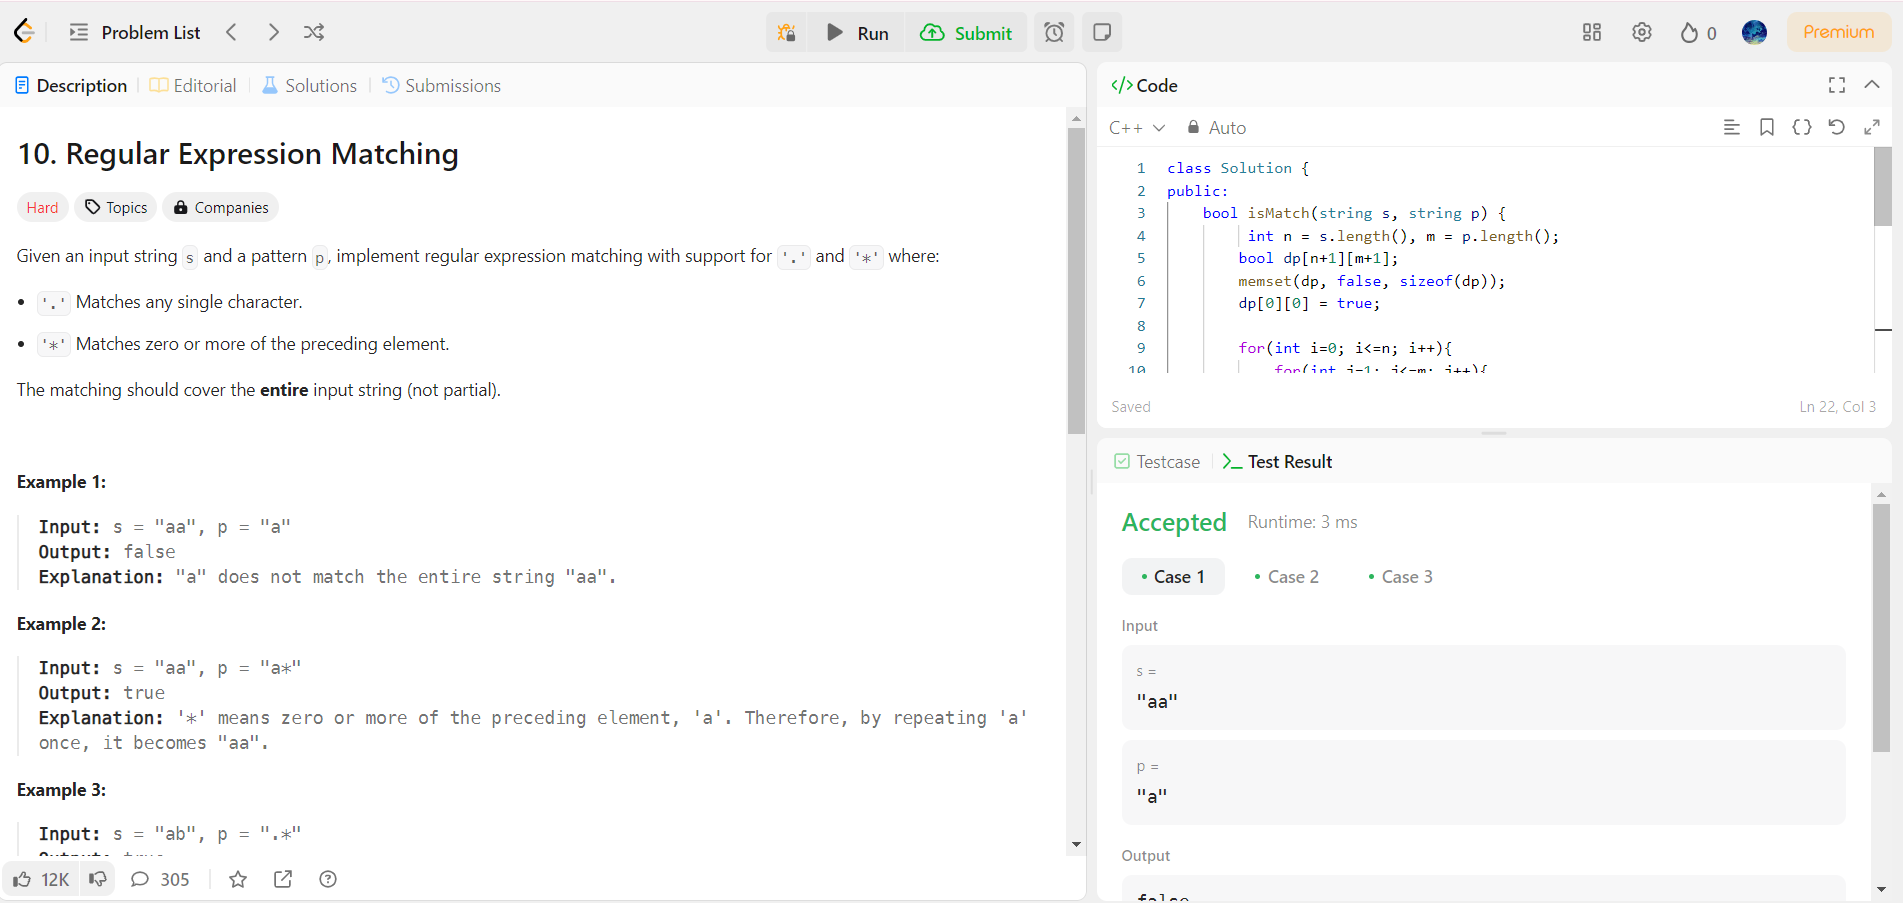 Problem List
Run
Submit
0
Premium
Description
Editorial
Solutions
Submissions
10. Regular Expression Matching
Hard
Topics
Companies
Given an input string s and a pattern p, implement regular expression matching with support for '.' and '*' where:
• '.' Matches any single character.
• '*' Matches zero or more of the preceding element.
The matching should cover the entire input string (not partial).
Example 1:
Input: s = "aa", p = "a"
Output: false
Explanation: "a" does not match the entire string "aa".
Example 2:
Input: s = "aa", p = "a*"
Output: true
Explanation: '*' means zero or more of the preceding element, 'a'. Therefore, by repeating 'a'
once, it becomes "aa".
Example 3:
Input: s = "ab", p = ".*"
Output: true
12K
305
</> Code
C++
Auto
1 class Solution {
2 public:
3 bool isMatch(string s, string p) {
4 int n = s.length(), m = p.length();
5 bool dp[n+1][m+1];
6 memset(dp, false, sizeof(dp));
7 dp[0][0] = true;
8
9 for(int i=0; i<=n; i++){
10 for(int j=1; j<=m; j++){
Saved
Ln 22, Col 3
Testcase
Test Result
Accepted
Runtime: 3 ms
• Case 1
• Case 2
• Case 3
Input
s =
"aa"
p =
"a"
Output
false